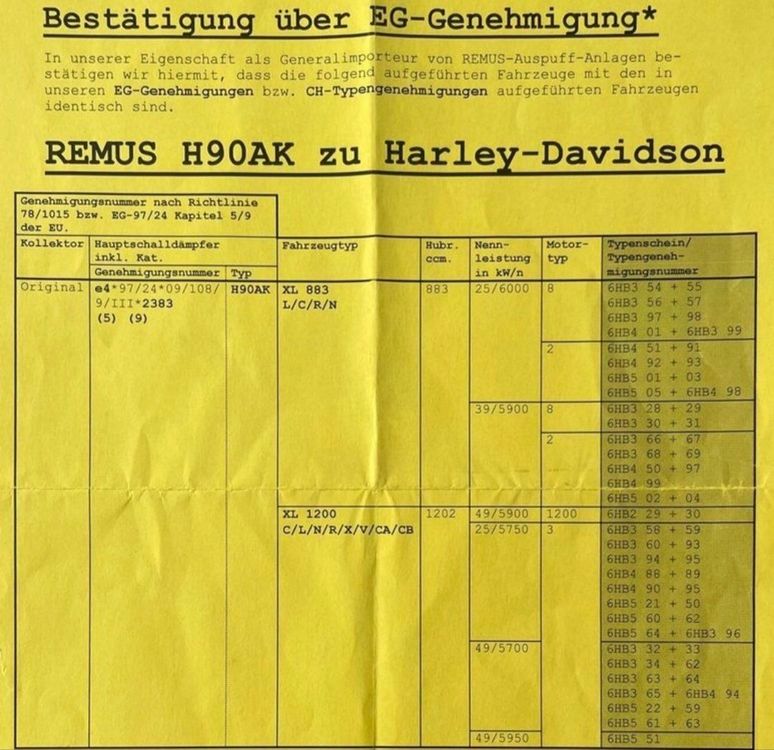 Bestätigung über EG-Genehmigung*
In unserer Eigenschaft als Generalimporteur von REMUS-Auspuff-Anlagen be-
stätigen wir hiermit, dass die folgend aufgeführten Fahrzeuge mit den in
unseren EG-Genehmigungen bzw. CH-Typengenehmigungen aufgeführten Fahrzeugen
identisch sind.
REMUS H90AK zu Harley-Davidson
Genehmigungsnummer nach Richtlinie
78/1015 bzw. EG-97/24 Kapitel 5/9
der EU.
Kollektor Hauptschalldämpfer Fahrzeugtyp Hubr. Nenn- Motor- Typenschein/
inkl. Kat. ccm. leistung typ Typengeneh-
Genehmigungsnummer Typ in kW/n migungsnummer
Original e4*97/24*09/108/ H90AK XL 883 883 25/6000 8 6HB3 54 + 55
9/III*2383 L/C/R/N 6HB3 56 + 57
(5) (9) 6HB3 97 + 98
6HB4 01 + 6HB3 99
2 6HB4 51 + 91
6HB4 92 + 93
6HB5 01 + 03
6HB5 05 + 6HB4 98
39/5900 8 6HB3 28 + 29
6HB3 30 + 31
2 6HB3 66 + 67
6HB3 68 + 69
6HB4 50 + 97
6HB4 99
6HB5 02 + 04
XL 1200 1202 49/5900 1200 6HB2 29 + 30
C/L/N/R/X/V/CA/CB 25/5750 3 6HB3 58 + 59
6HB3 60 + 93
6HB3 94 + 95
6HB4 88 + 89
6HB4 90 + 95
6HB5 21 + 50
6HB5 60 + 62
6HB5 64 + 6HB3 96
49/5700 6HB3 32 + 33
6HB3 34 + 62
6HB3 63 + 64
6HB3 65 + 6HB4 94
6HB5 22 + 59
6HB5 61 + 63
49/5950 6HB5 51